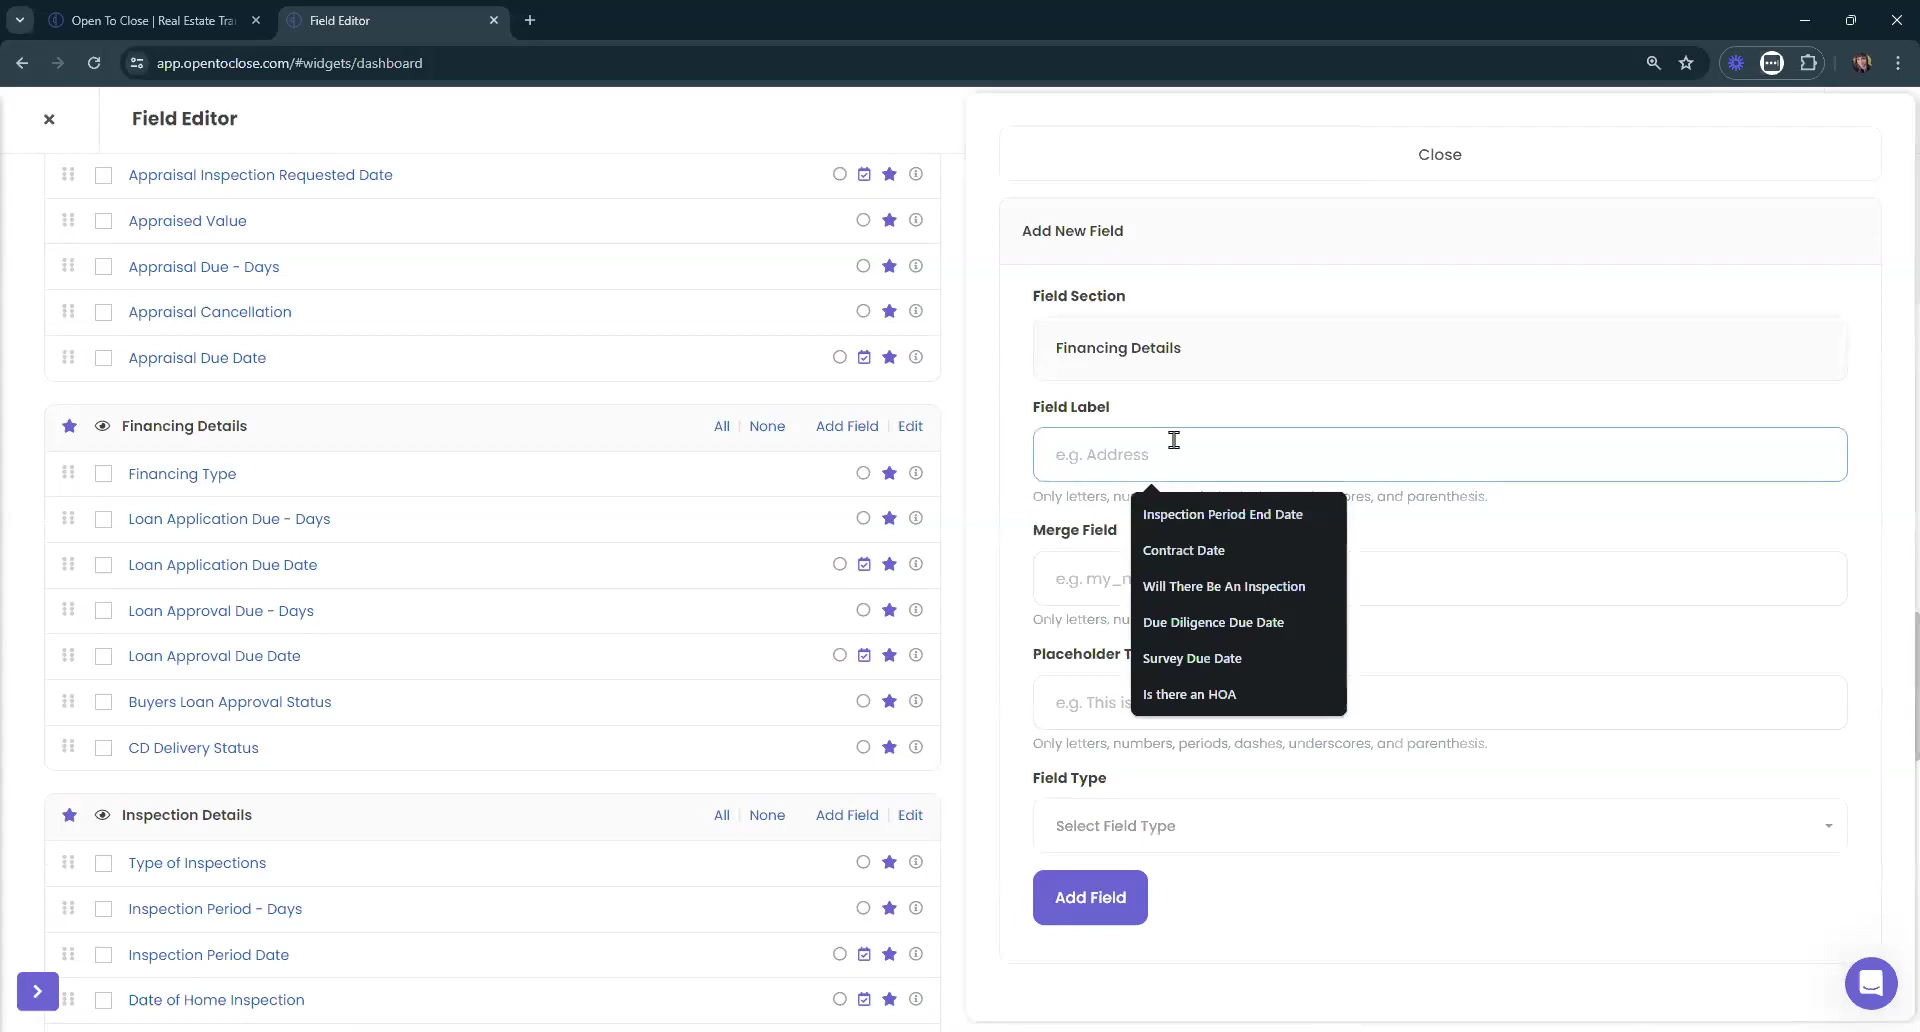 Open To Close | Real Estate Tra
Field Editor
app.opentoclose.com/#widgets/dashboard
Field Editor
Appraisal Inspection Requested Date
Appraised Value
Appraisal Due - Days
Appraisal Cancellation
Appraisal Due Date
Financing Details
All
None
Add Field
Edit
Financing Type
Loan Application Due - Days
Loan Application Due Date
Loan Approval Due - Days
Loan Approval Due Date
Buyers Loan Approval Status
CD Delivery Status
Inspection Details
All
None
Add Field
Edit
Type of Inspections
Inspection Period - Days
Inspection Period Date
Date of Home Inspection
Close
Add New Field
Field Section
Financing Details
Field Label
e.g. Address
Only letters, nu
res, and parenthesis.
Inspection Period End Date
Contract Date
Will There Be An Inspection
Due Diligence Due Date
Survey Due Date
Is there an HOA
Merge Field
e.g. my_
Only letters, nu
Placeholder T
e.g. This is
Only letters, numbers, periods, dashes, underscores, and parenthesis.
Field Type
Select Field Type
Add Field